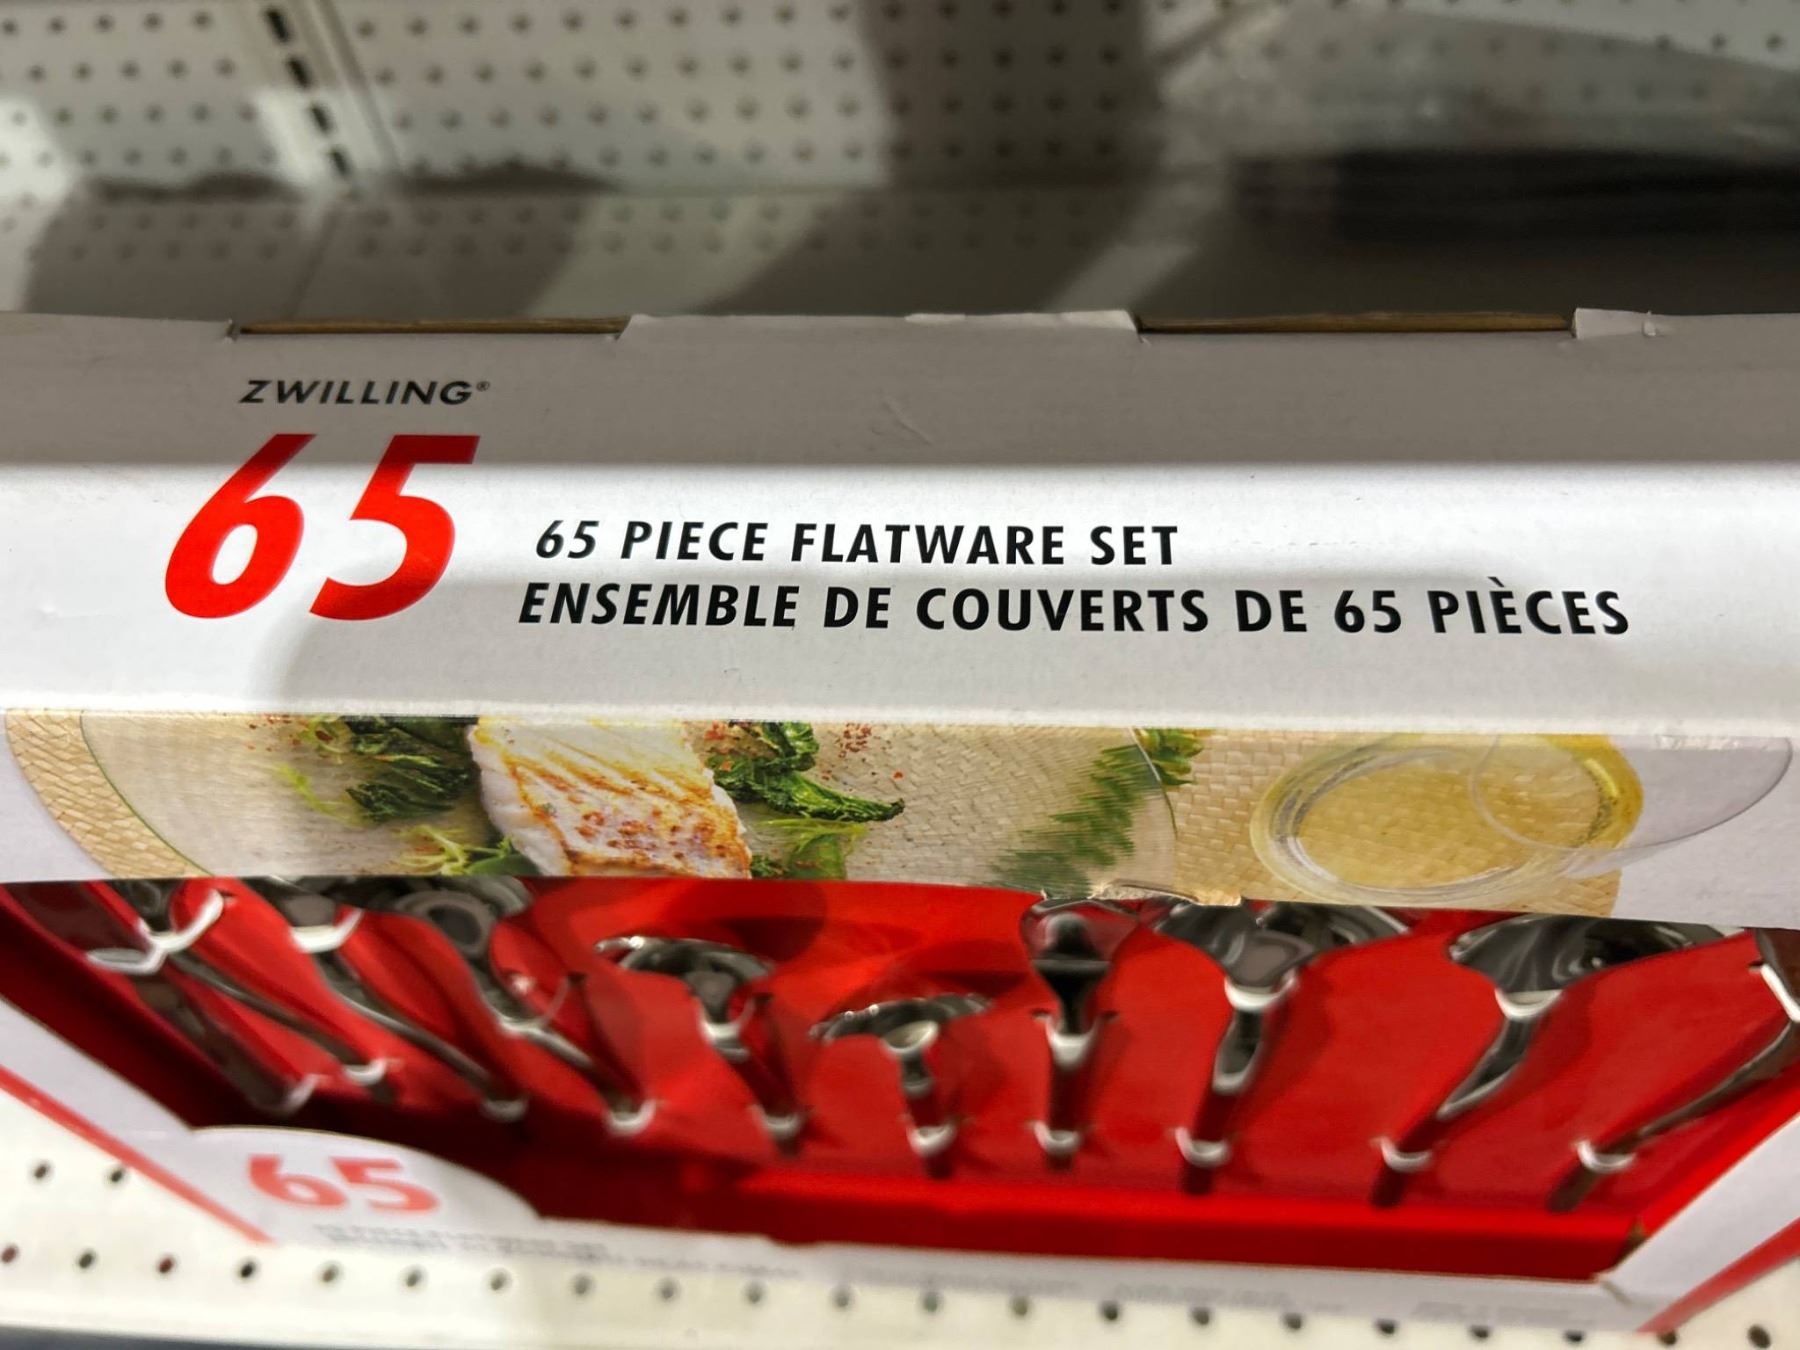 ZWILLING®
65
65 PIECE FLATWARE SET
ENSEMBLE DE COUVERTS DE 65 PIÈCES
65